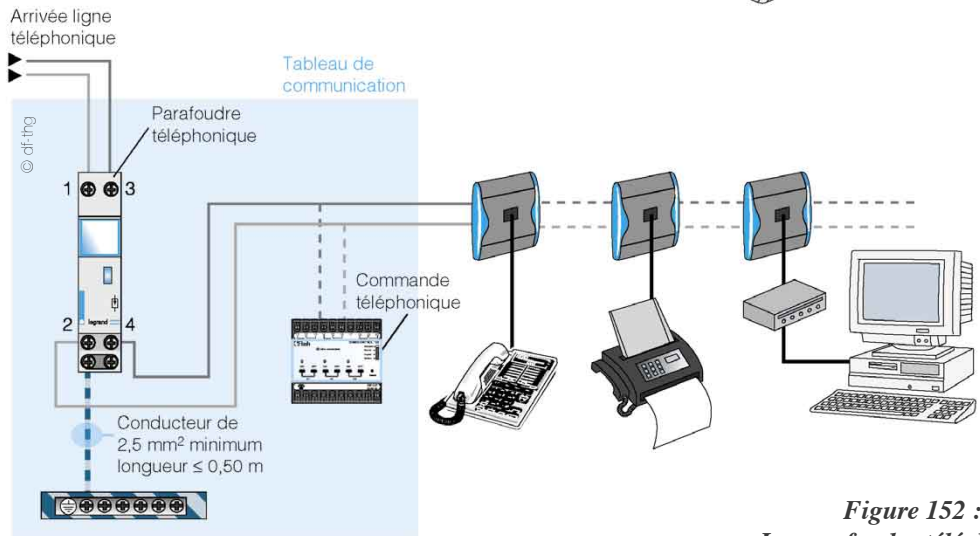 Arrivée ligne
téléphonique
Tableau de
communication
© df-thg
Parafoudre
téléphonique
1
3
2
legrand
4
Commande
téléphonique
Conducteur de
2,5 mm² minimum
longueur ≤ 0,50 m
Figure 152 :